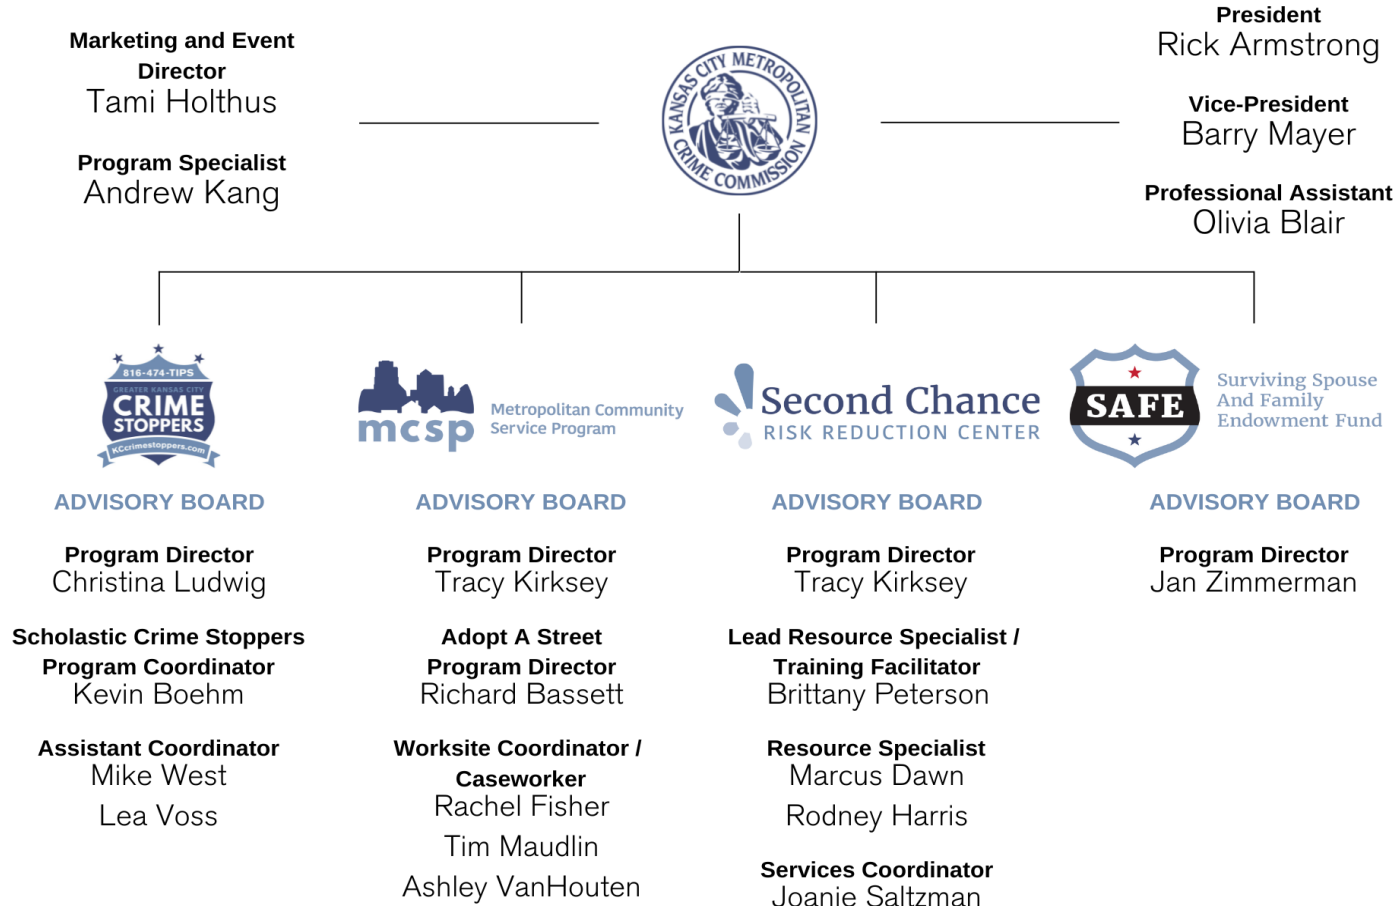 Marketing and Event
Director
Tami Holthus
Program Specialist
Andrew Kang
KANSAS CITY METROPOLITAN
CRIME COMMISSION
President
Rick Armstrong
Vice-President
Barry Mayer
Professional Assistant
Olivia Blair
816-474-TIPS
GREATER KANSAS CITY
CRIME
STOPPERS
KCcrimestoppers.com
ADVISORY BOARD
Program Director
Christina Ludwig
Scholastic Crime Stoppers
Program Coordinator
Kevin Boehm
Assistant Coordinator
Mike West
Lea Voss
mcsp
Metropolitan Community
Service Program
ADVISORY BOARD
Program Director
Tracy Kirksey
Adopt A Street
Program Director
Richard Bassett
Worksite Coordinator /
Caseworker
Rachel Fisher
Tim Maudlin
Ashley VanHouten
Second Chance
RISK REDUCTION CENTER
ADVISORY BOARD
Program Director
Tracy Kirksey
Lead Resource Specialist /
Training Facilitator
Brittany Peterson
Resource Specialist
Marcus Dawn
Rodney Harris
Services Coordinator
Joanie Saltzman
SAFE
Surviving Spouse
And Family
Endowment Fund
ADVISORY BOARD
Program Director
Jan Zimmerman